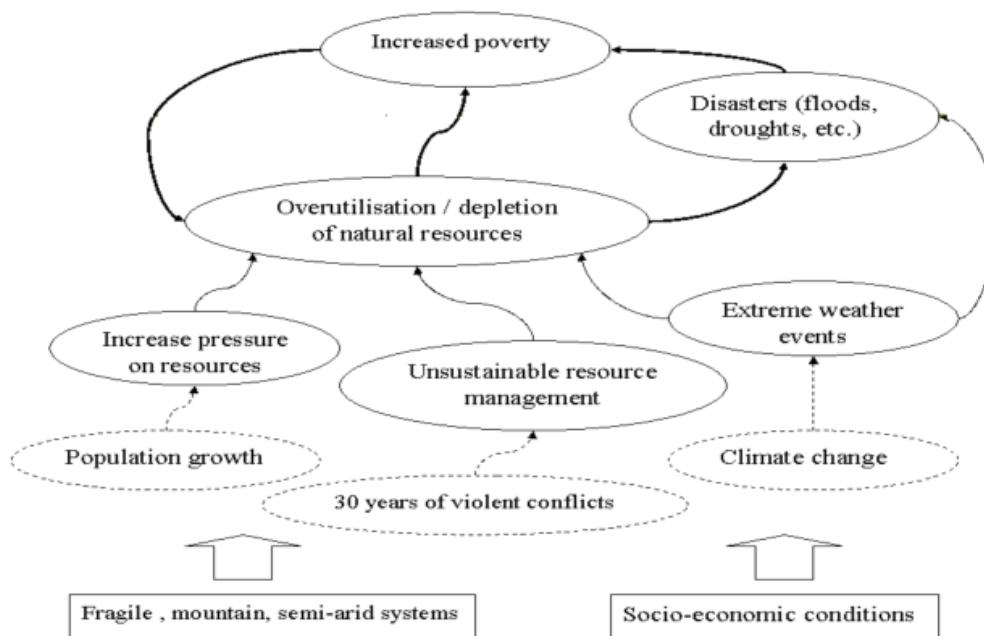 Increased poverty
Disasters (floods,
droughts, etc.)
Overutilisation / depletion
of natural resources
Extreme weather
events
Increase pressure
on resources
Unsustainable resource
management
Population growth
Climate change
30 years of violent conflicts
Fragile , mountain, semi-arid systems
Socio-economic conditions